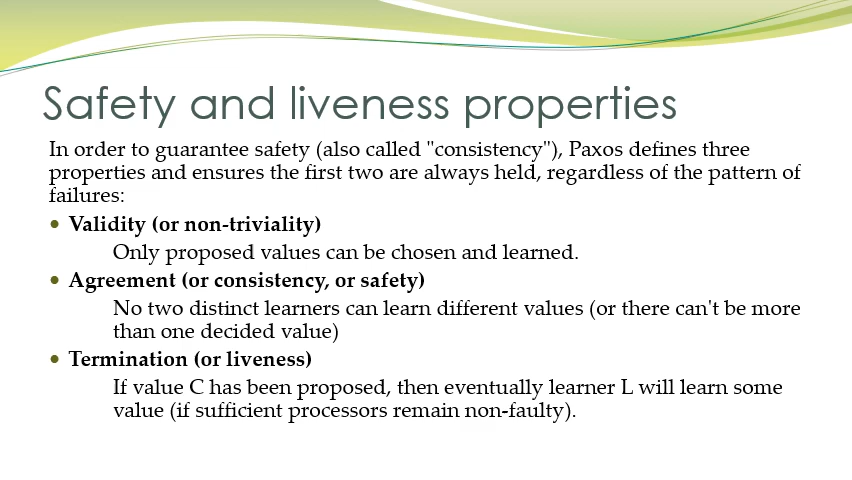 Safety and liveness properties
In order to guarantee safety (also called "consistency"), Paxos defines three
properties and ensures the first two are always held, regardless of the pattern of
failures:
• Validity (or non-triviality)
Only proposed values can be chosen and learned.
• Agreement (or consistency, or safety)
No two distinct learners can learn different values (or there can't be more
than one decided value)
• Termination (or liveness)
If value C has been proposed, then eventually learner L will learn some
value (if sufficient processors remain non-faulty).